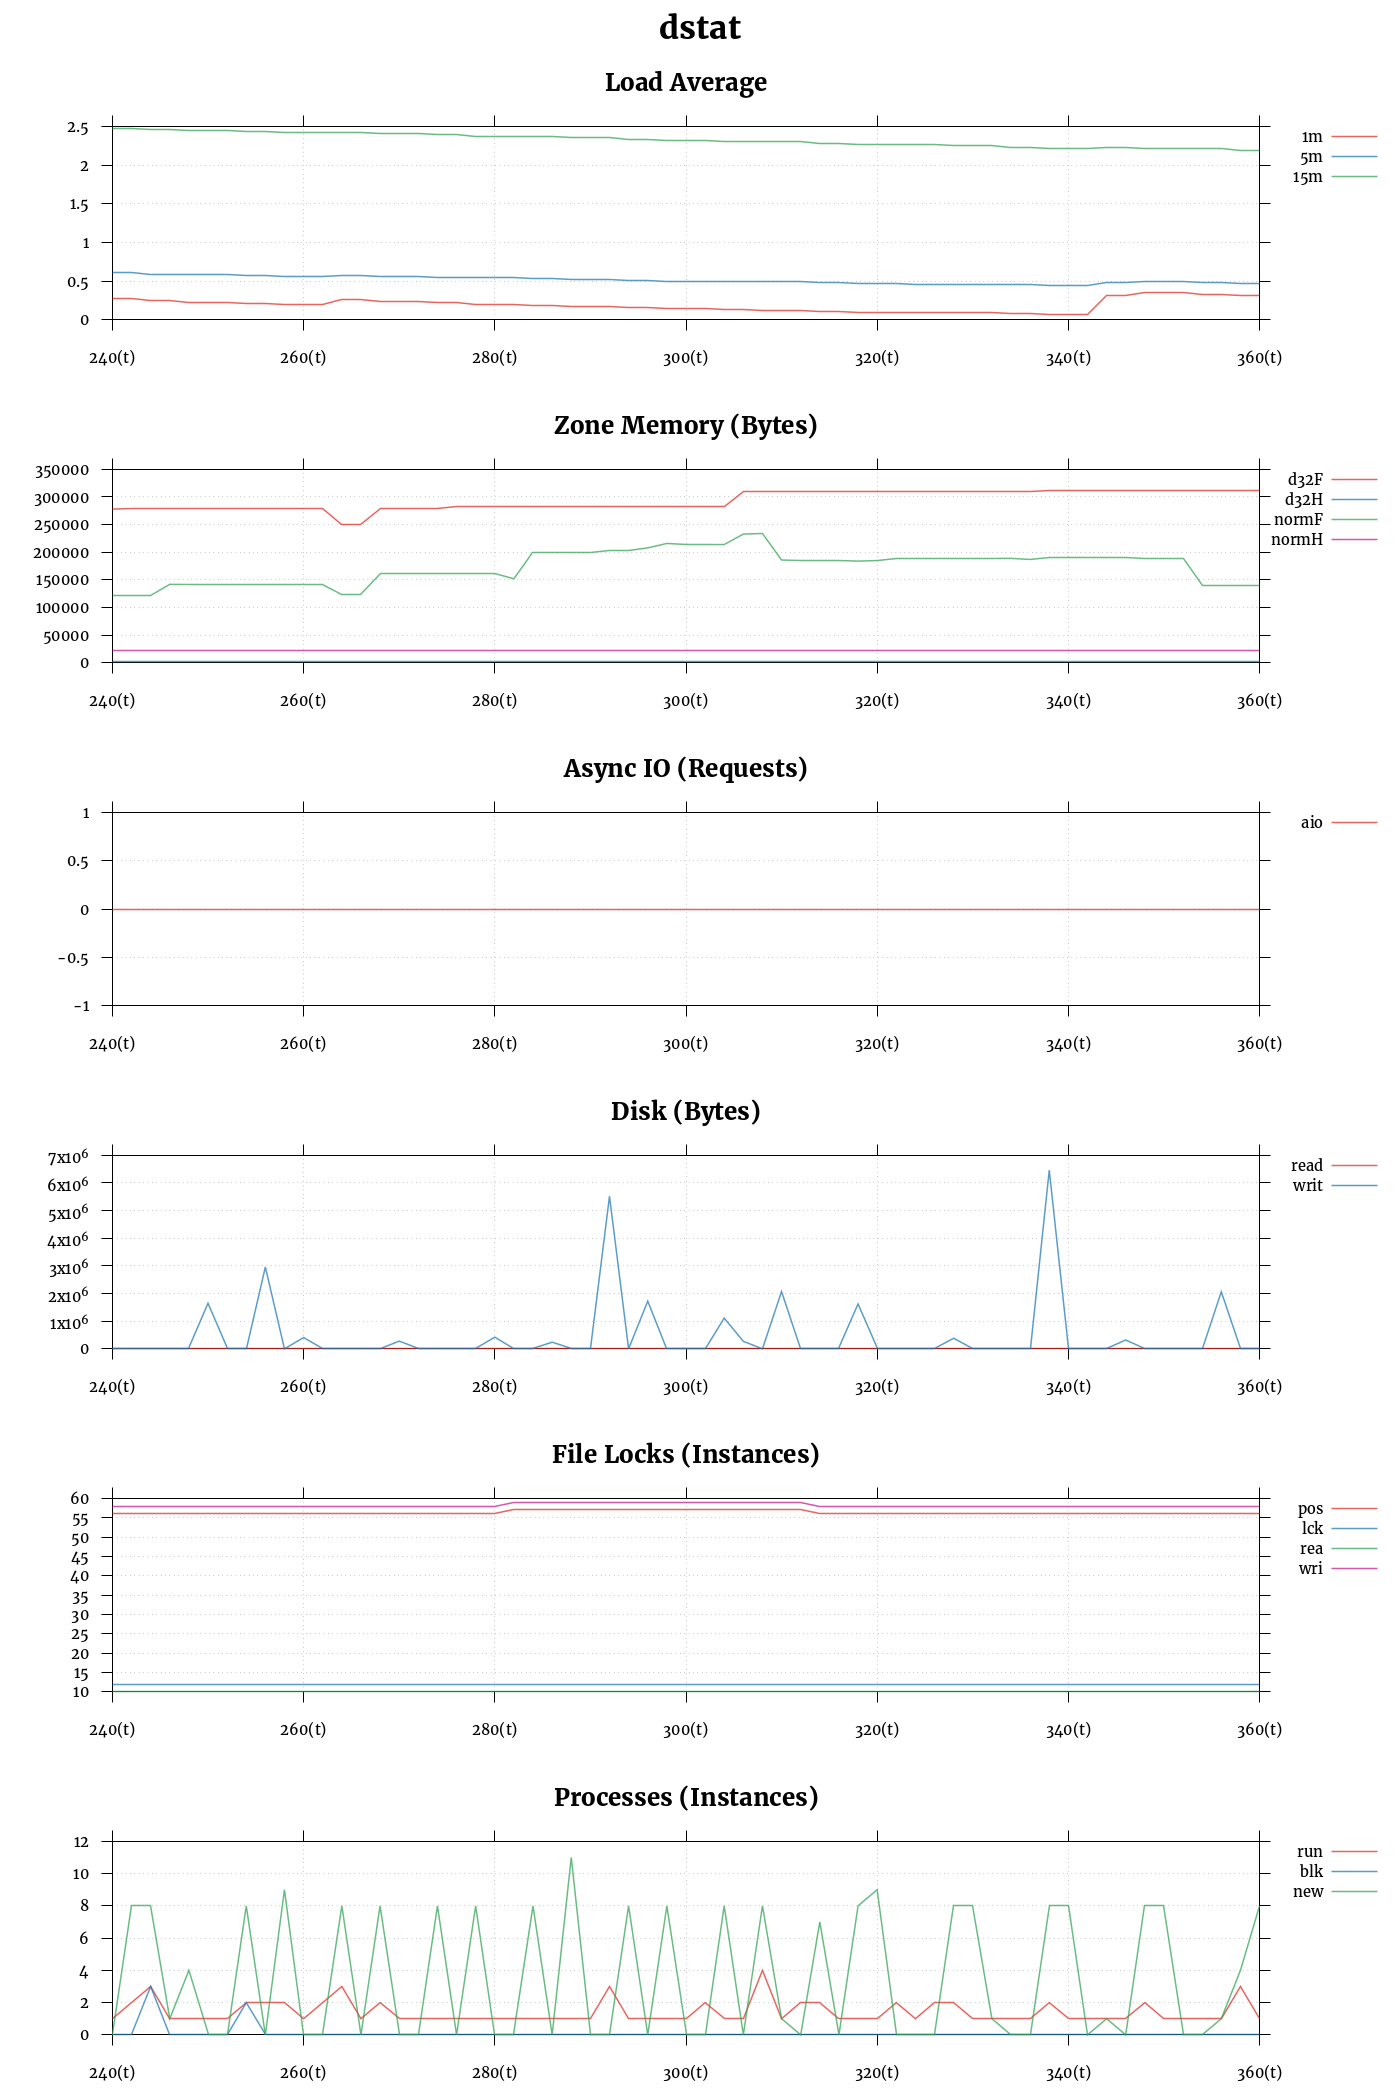 dstat
Load Average
2.5
2
1.5
1
0.5
0
240(t) 260(t) 280(t) 300(t) 320(t) 340(t) 360(t)
1m
5m
15m
Zone Memory (Bytes)
350000
300000
250000
200000
150000
100000
50000
0
240(t) 260(t) 280(t) 300(t) 320(t) 340(t) 360(t)
d32F
d32H
normF
normH
Async IO (Requests)
1
0.5
0
-0.5
-1
240(t) 260(t) 280(t) 300(t) 320(t) 340(t) 360(t)
aio
Disk (Bytes)
7x10⁶
6x10⁶
5x10⁶
4x10⁶
3x10⁶
2x10⁶
1x10⁶
0
240(t) 260(t) 280(t) 300(t) 320(t) 340(t) 360(t)
read
writ
File Locks (Instances)
60
55
50
45
40
35
30
25
20
15
10
240(t) 260(t) 280(t) 300(t) 320(t) 340(t) 360(t)
pos
lck
rea
wri
Processes (Instances)
12
10
8
6
4
2
0
240(t) 260(t) 280(t) 300(t) 320(t) 340(t) 360(t)
run
blk
new